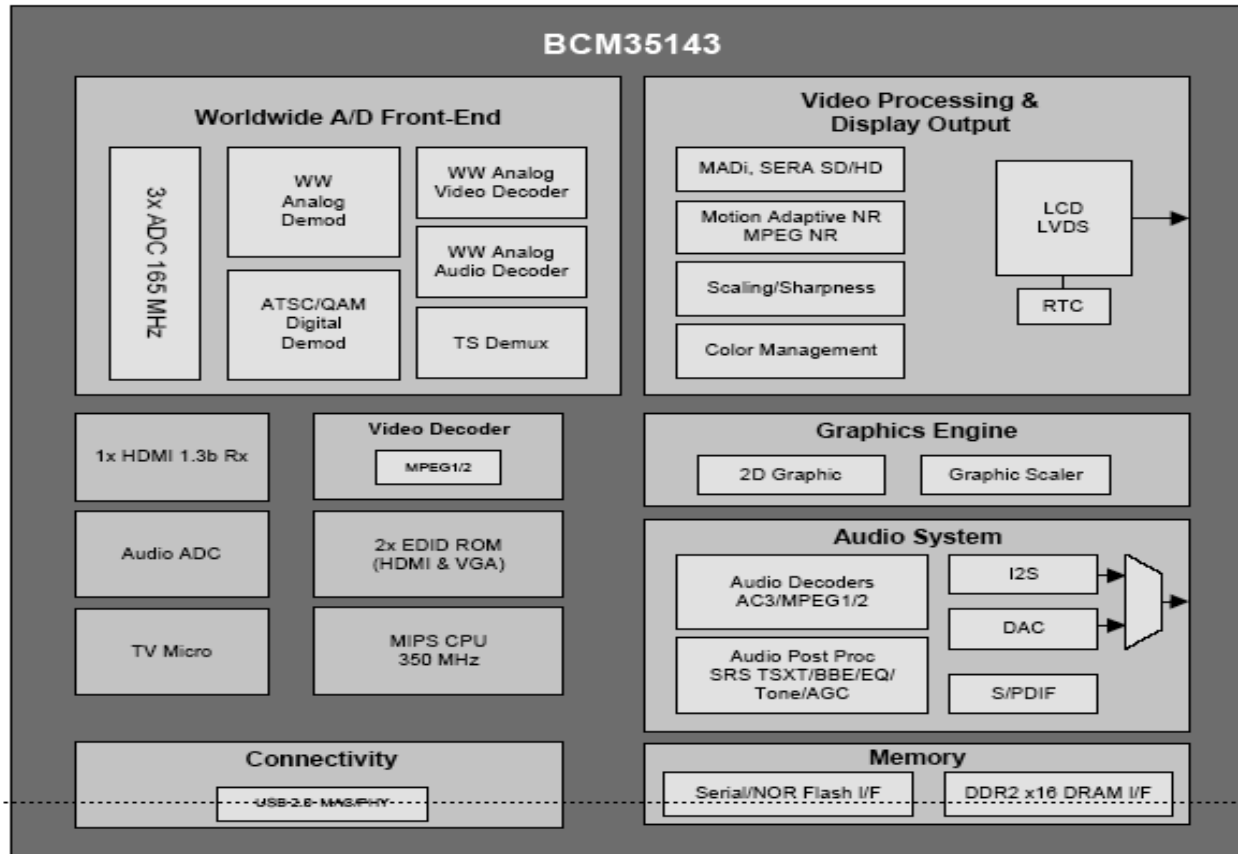 BCM35143
Worldwide A/D Front-End
3x ADC 165 MHz
WW
Analog
Demod
ATSC/QAM
Digital
Demod
WW Analog
Video Decoder
WW Analog
Audio Decoder
TS Demux
Video Processing &
Display Output
MADi, SERA SD/HD
Motion Adaptive NR
MPEG NR
Scaling/Sharpness
Color Management
LCD
LVDS
RTC
1x HDMI 1.3b Rx
Video Decoder
MPEG1/2
Audio ADC
2x EDID ROM
(HDMI & VGA)
TV Micro
MIPS CPU
350 MHz
Graphics Engine
2D Graphic
Graphic Scaler
Audio System
Audio Decoders
AC3/MPEG1/2
Audio Post Proc
SRS TSXT/BBE/EQ/
Tone/AGC
I2S
DAC
S/PDIF
Connectivity
USB 2.0 MAC/PHY
Memory
Serial/NOR Flash I/F
DDR2 x16 DRAM I/F